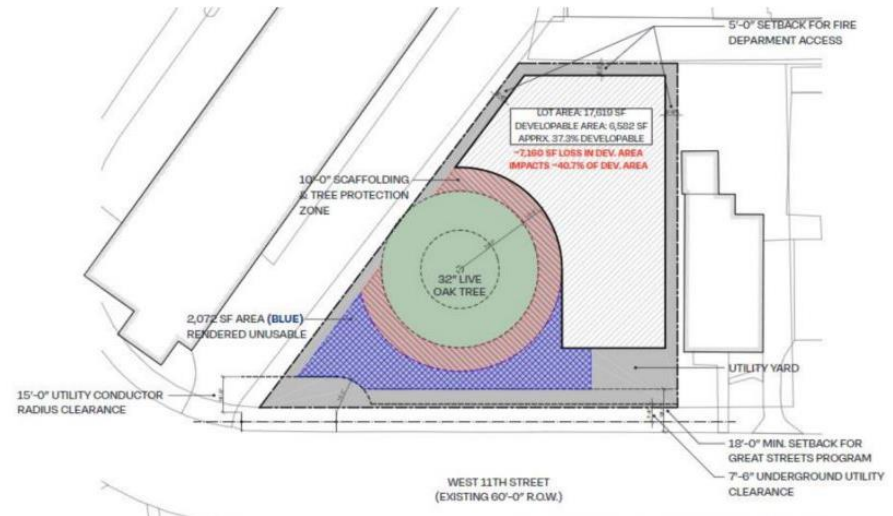 5'-0" SETBACK FOR FIRE
DEPARMENT ACCESS
LOT AREA: 17,619 SF
DEVELOPABLE AREA: 6,582 SF
APPRX. 37.3% DEVELOPABLE
~7,160 SF LOSS IN DEV. AREA
IMPACTS ~40.7% OF DEV. AREA
10'-0" SCAFFOLDING
& TREE PROTECTION
ZONE
32" LIVE
OAK TREE
2,072 SF AREA (BLUE)
RENDERED UNUSABLE
UTILITY YARD
15'-0" UTILITY CONDUCTOR
RADIUS CLEARANCE
18'-0" MIN. SETBACK FOR
GREAT STREETS PROGRAM
7'-6" UNDERGROUND UTILITY
CLEARANCE
WEST 11TH STREET
(EXISTING 60'-0" R.O.W.)